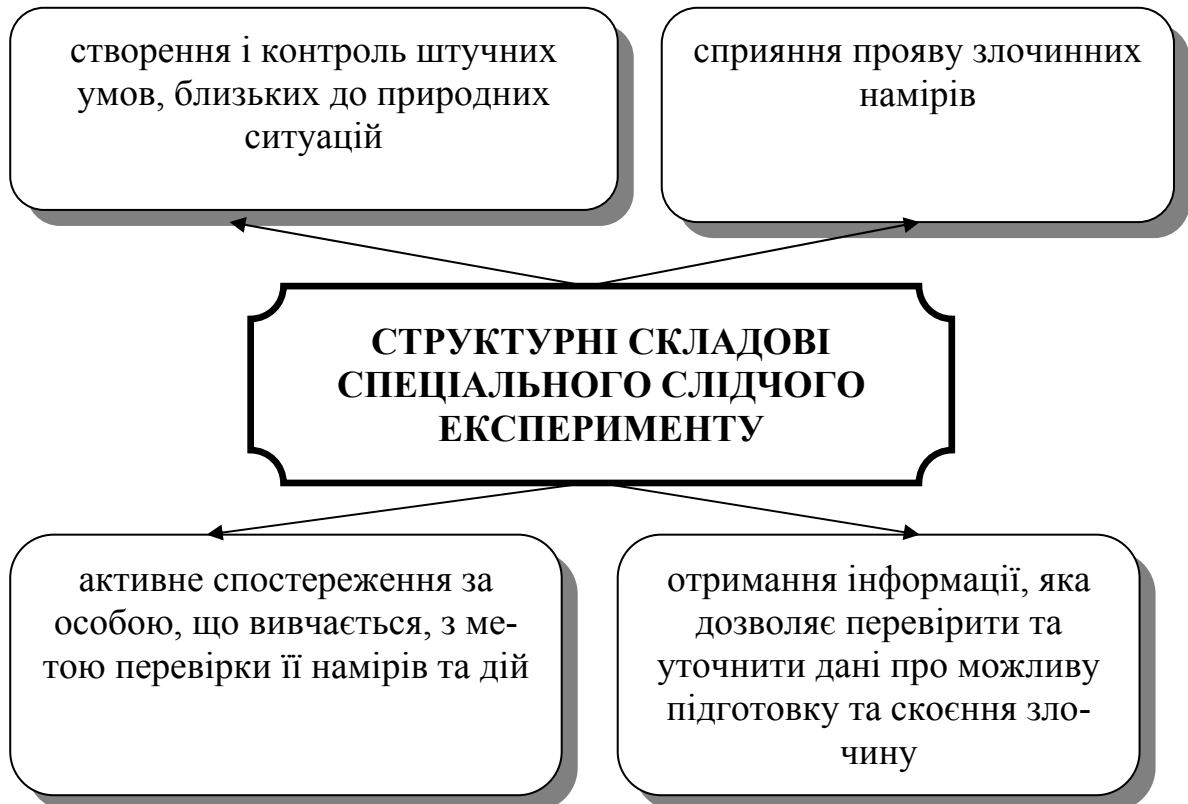 створення і контроль штучних
умов, близьких до природних
ситуацій
сприяння прояву злочинних
намірів
СТРУКТУРНІ СКЛАДОВІ
СПЕЦІАЛЬНОГО СЛІДЧОГО
ЕКСПЕРИМЕНТУ
активне спостереження за
особою, що вивчається, з ме-
тою перевірки її намірів та дій
отримання інформації, яка
дозволяє перевірити та
уточнити дані про можливу
підготовку та скоєння зло-
чину